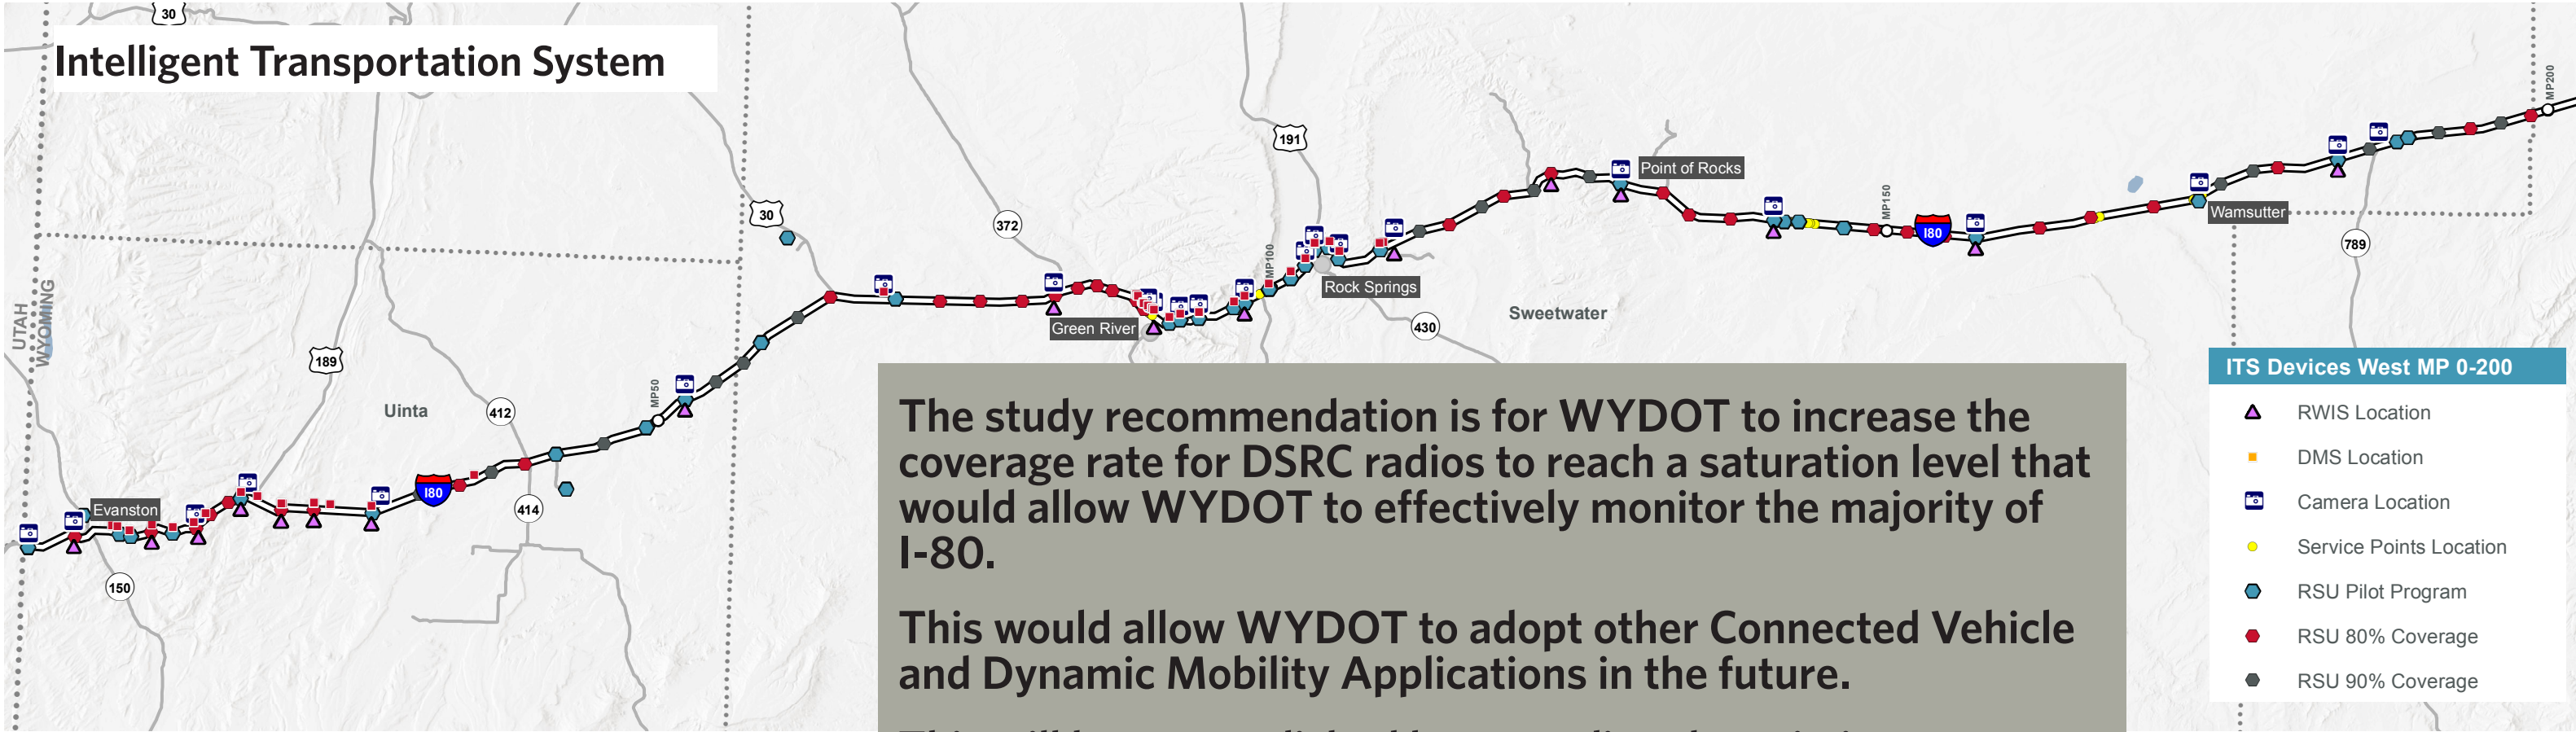 30
Intelligent Transportation System
MP200
191
Point of Rocks
30
372
MP150
I80
Wamsutter
789
MP100
Rock Springs
UTAH
WYOMING
Green River
Sweetwater
430
189
MP50
Uinta
412
I80
Evanston
414
150
The study recommendation is for WYDOT to increase the
coverage rate for DSRC radios to reach a saturation level that
would allow WYDOT to effectively monitor the majority of
I-80.
This would allow WYDOT to adopt other Connected Vehicle
and Dynamic Mobility Applications in the future.
ITS Devices West MP 0-200
RWIS Location
DMS Location
Camera Location
Service Points Location
RSU Pilot Program
RSU 80% Coverage
RSU 90% Coverage